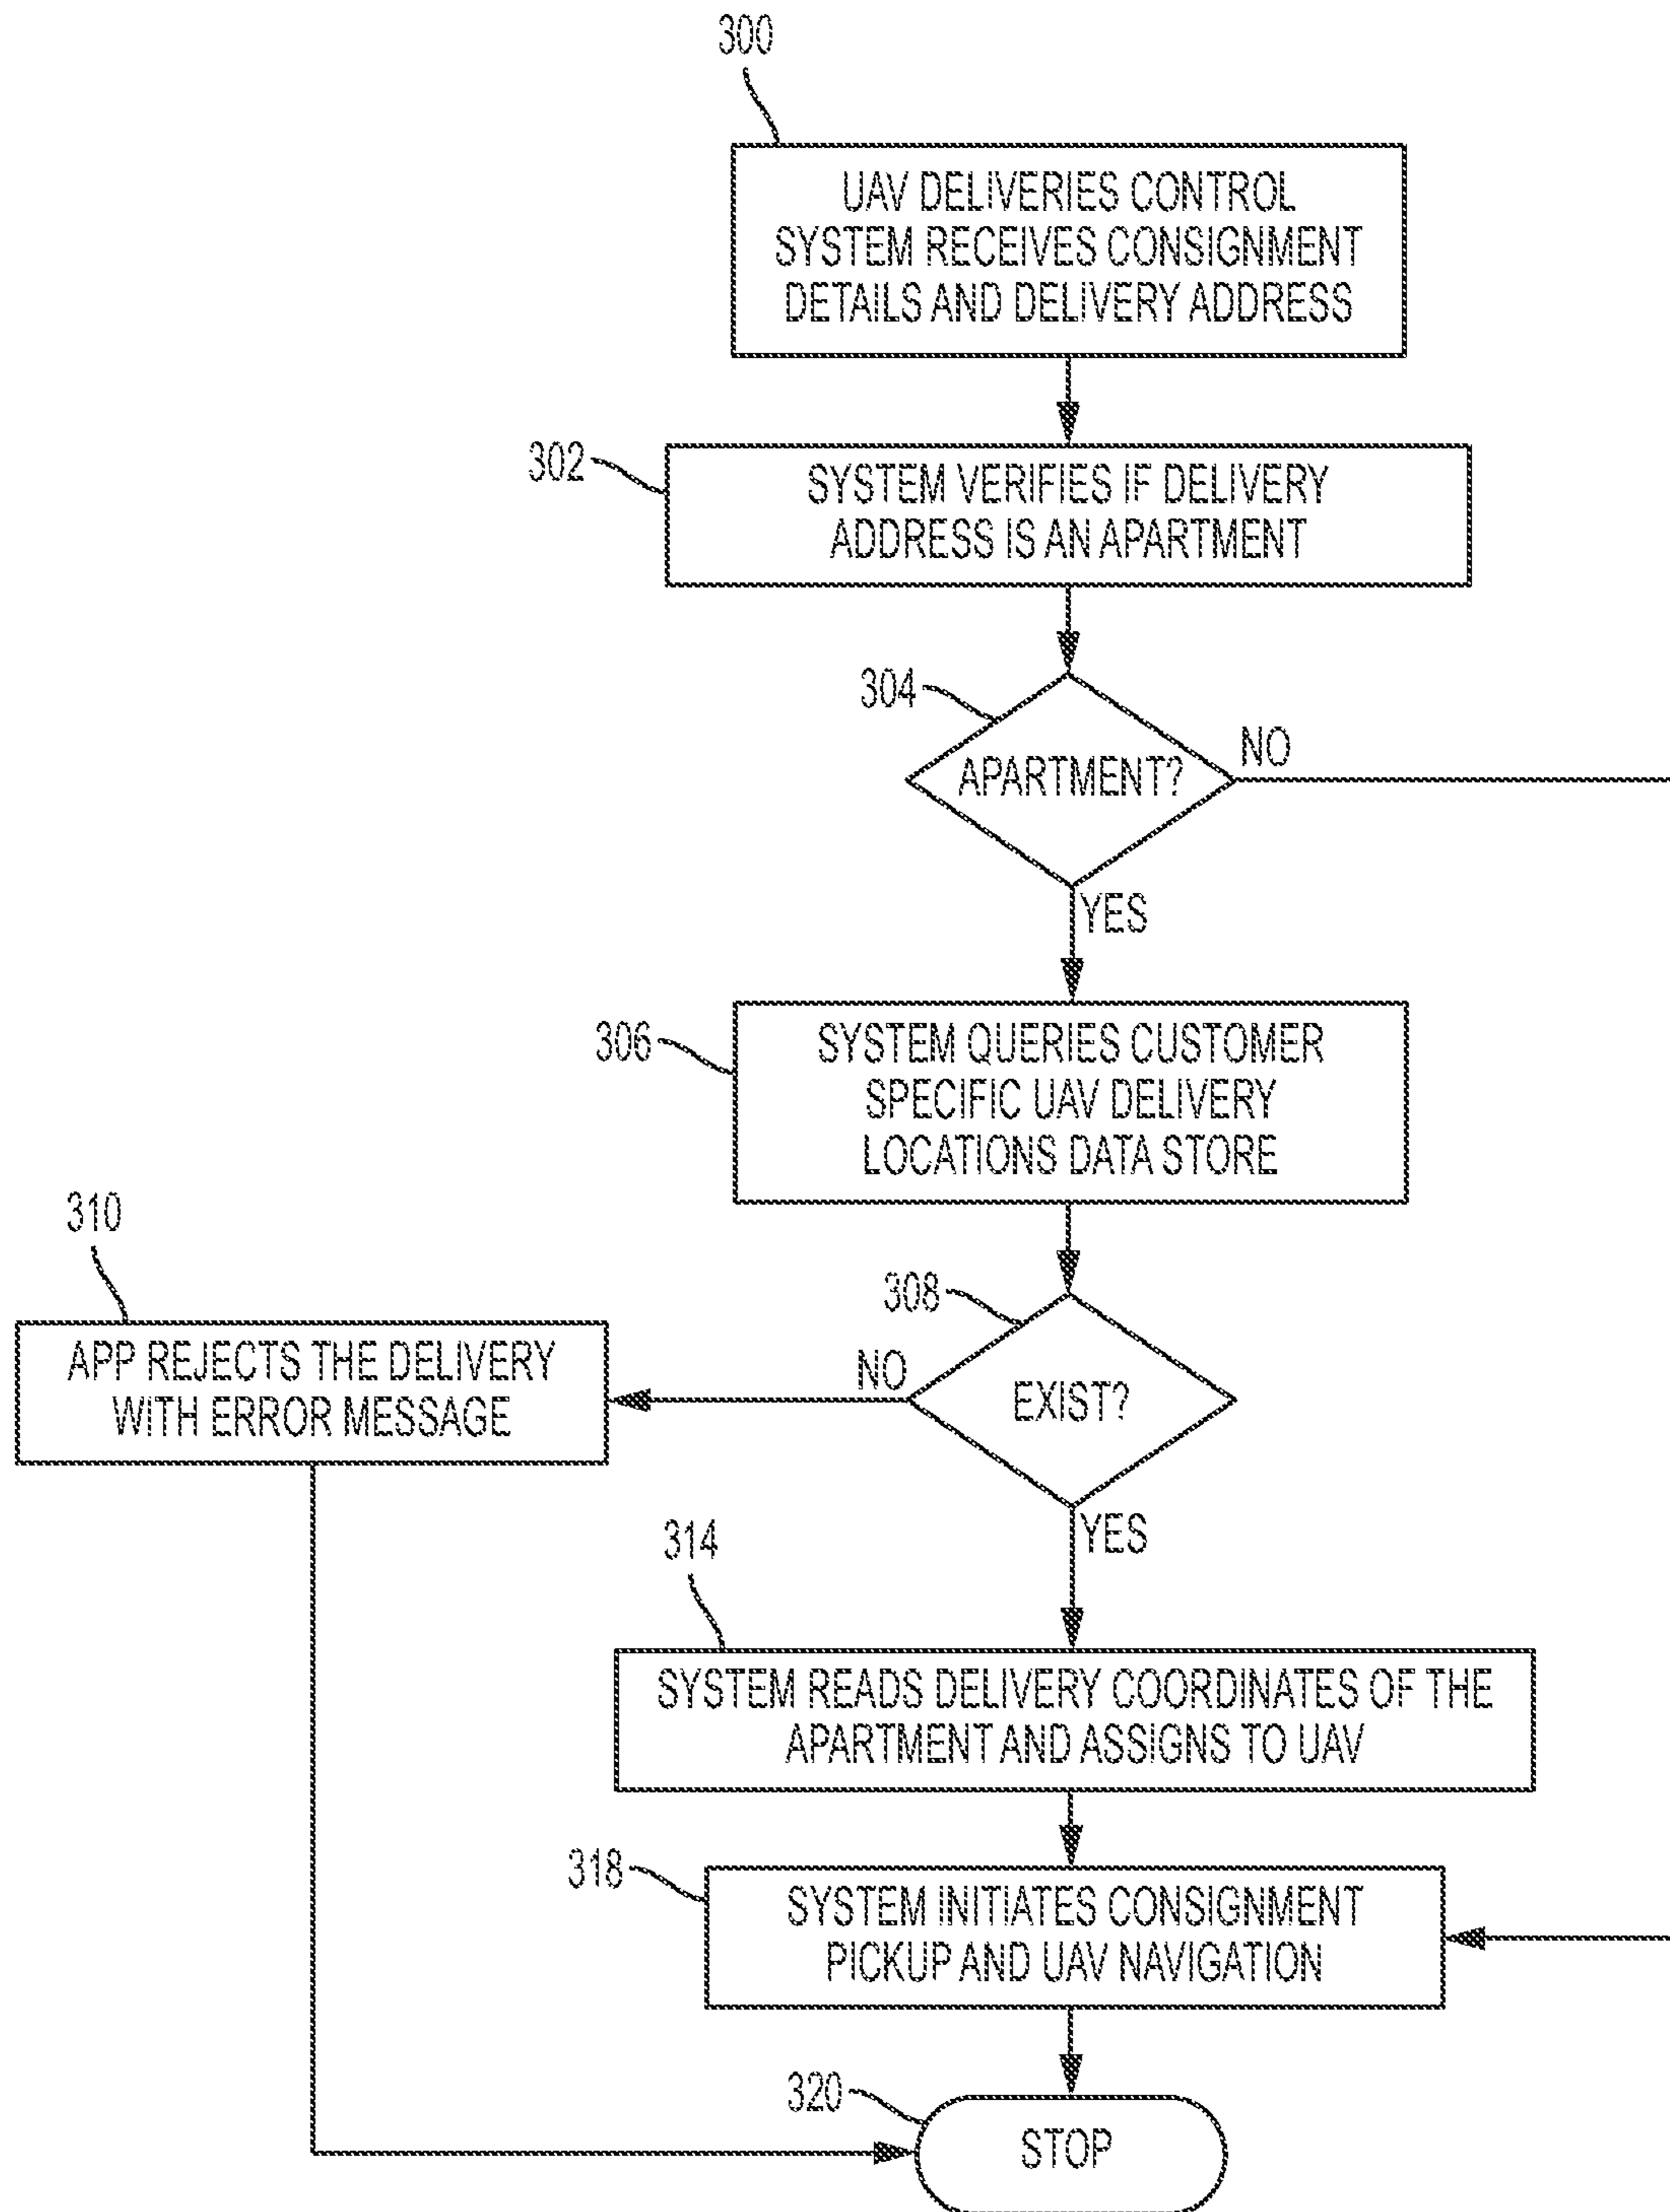 300
UAV DELIVERIES CONTROL
SYSTEM RECEIVES CONSIGNMENT
DETAILS AND DELIVERY ADDRESS
302
SYSTEM VERIFIES IF DELIVERY
ADDRESS IS AN APARTMENT
304
APARTMENT?
NO
YES
306
SYSTEM QUERIES CUSTOMER
SPECIFIC UAV DELIVERY
LOCATIONS DATA STORE
310
APP REJECTS THE DELIVERY
WITH ERROR MESSAGE
308
NO
EXIST?
YES
314
SYSTEM READS DELIVERY COORDINATES OF THE
APARTMENT AND ASSIGNS TO UAV
318
SYSTEM INITIATES CONSIGNMENT
PICKUP AND UAV NAVIGATION
320
STOP